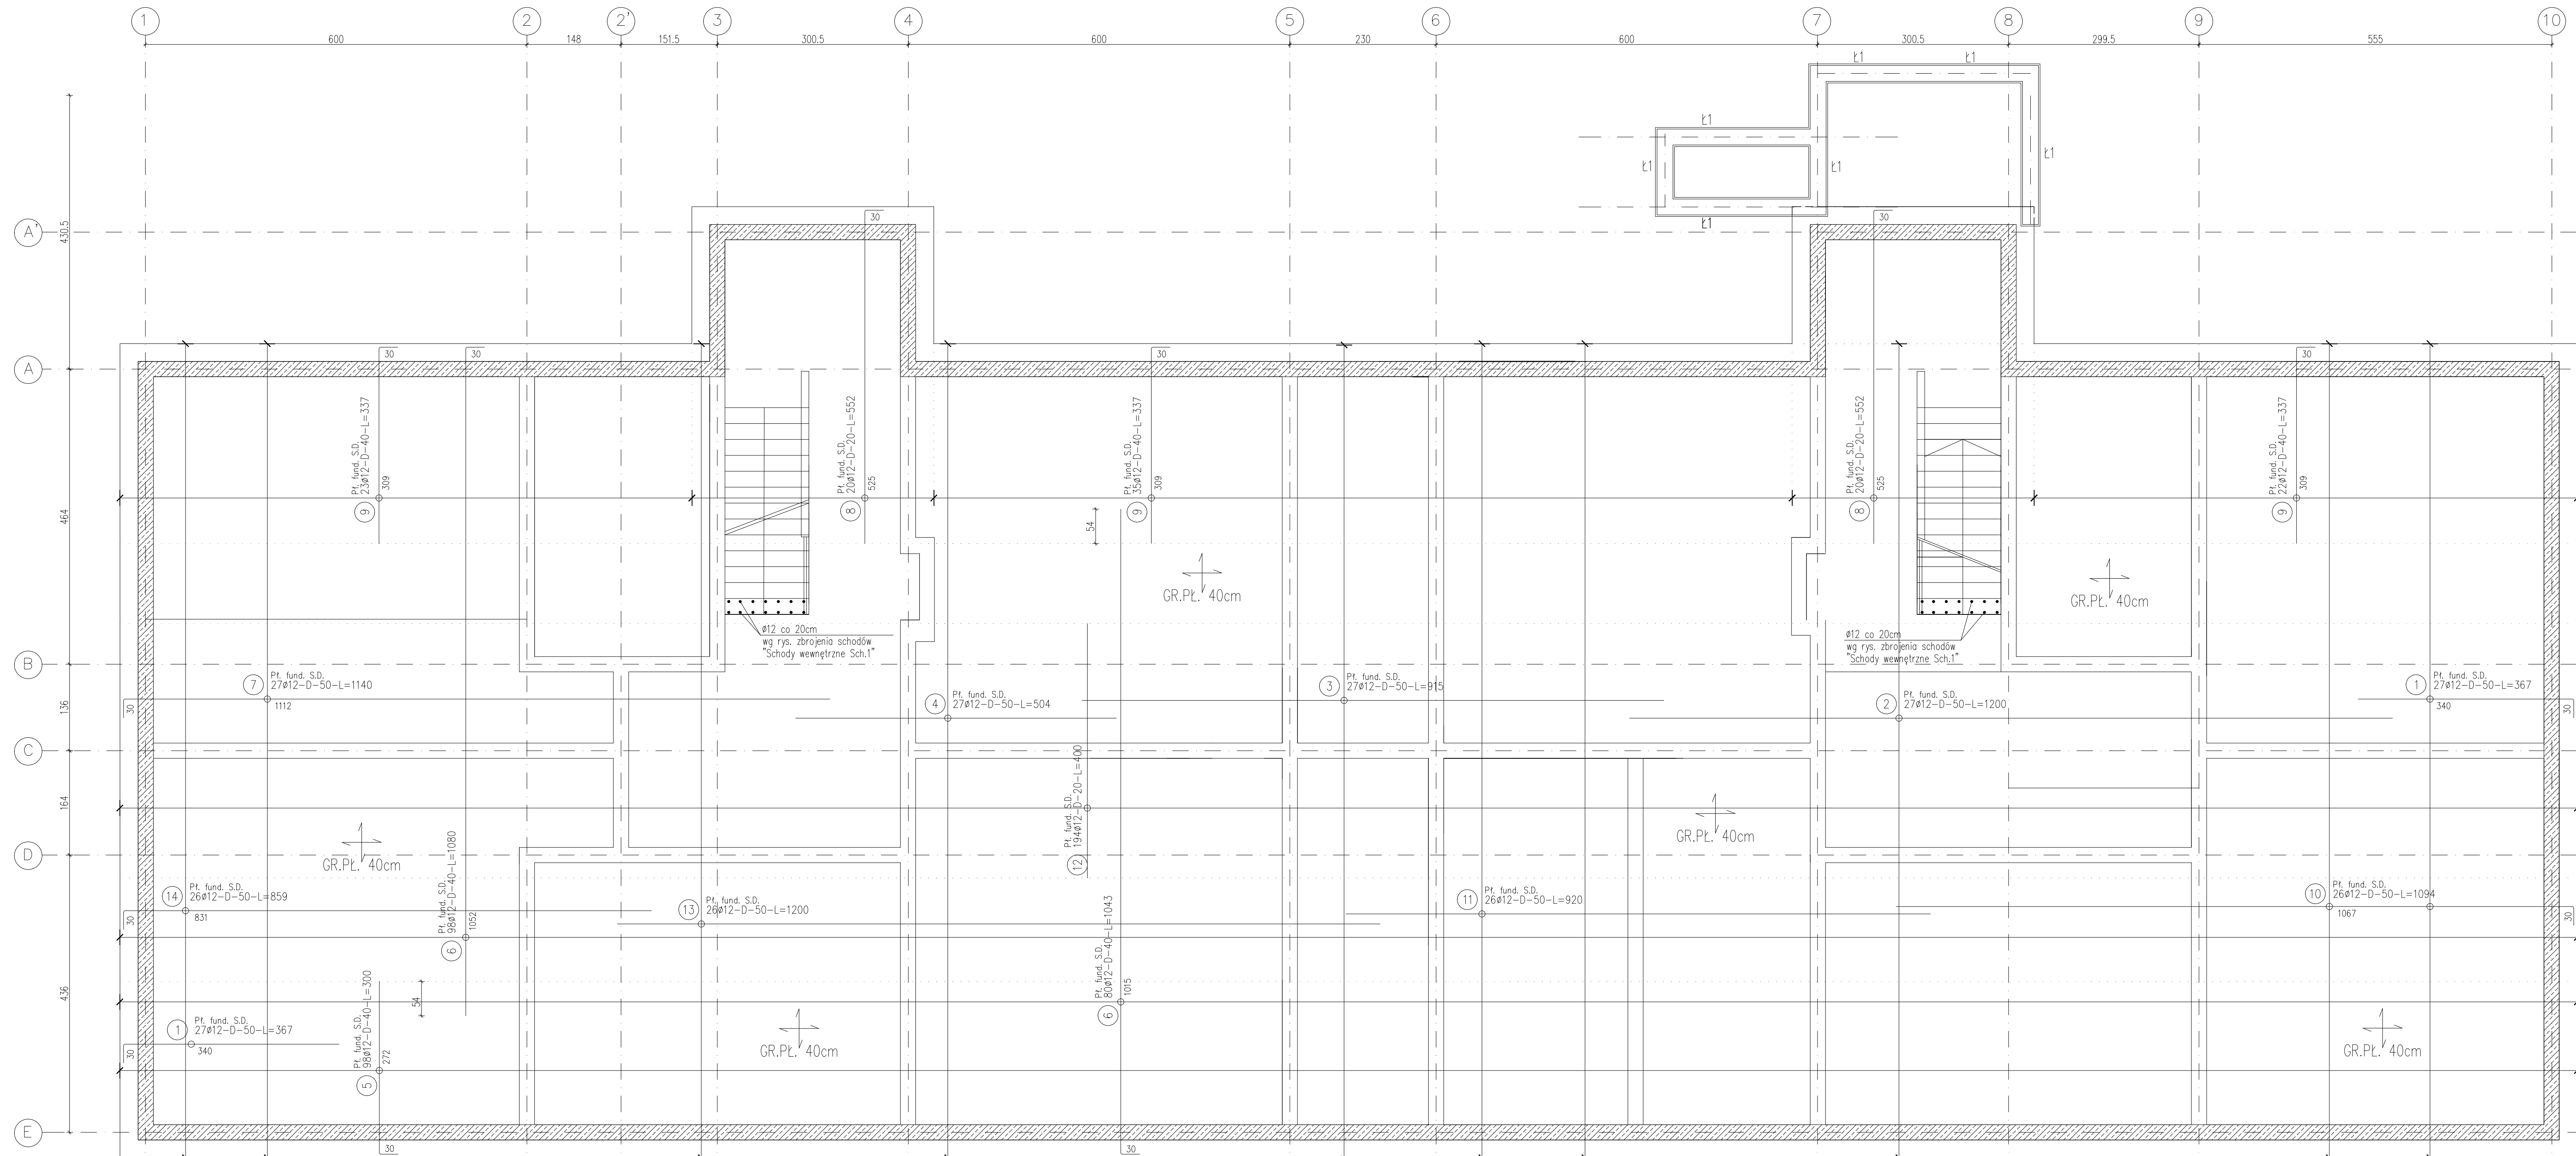 1
2
2'
3
4
5
6
7
8
9
10
600
148
151.5
300.5
600
230
600
300.5
299.5
555
Ł1
Ł1
Ł1
Ł1
Ł1
Ł1
Ł1
A'
430.5
30
30
A
30
30
30
30
Pł. fund. S.D.
9 23ø12-D-40-L=337
309
Pł. fund. S.D.
8 20ø12-D-20-L=552
525
Pł. fund. S.D.
9 35ø12-D-40-L=337
309
Pł. fund. S.D.
8 20ø12-D-20-L=552
525
Pł. fund. S.D.
9 22ø12-D-40-L=337
309
464
54
GR.PŁ. 40cm
GR.PŁ. 40cm
ø12 co 20cm
wg rys. zbrojenia schodów
"Schody wewnętrzne Sch.1"
ø12 co 20cm
wg rys. zbrojenia schodów
"Schody wewnętrzne Sch.1"
B
Pł. fund. S.D.
7 27ø12-D-50-L=1140
1112
30
Pł. fund. S.D.
4 27ø12-D-50-L=504
Pł. fund. S.D.
3 27ø12-D-50-L=915
Pł. fund. S.D.
2 27ø12-D-50-L=1200
Pł. fund. S.D.
1 27ø12-D-50-L=367
340
30
136
C
164
Pł. fund. S.D.
12 194ø12-D-20-L=400
GR.PŁ. 40cm
GR.PŁ. 40cm
D
Pł. fund. S.D.
14 26ø12-D-50-L=859
831
30
Pł. fund. S.D.
6 98ø12-D-40-L=1080
1052
Pł. fund. S.D.
13 26ø12-D-50-L=1200
Pł. fund. S.D.
11 26ø12-D-50-L=920
Pł. fund. S.D.
10 26ø12-D-50-L=1094
1067
30
Pł. fund. S.D.
6 80ø12-D-40-L=1043
1015
436
54
Pł. fund. S.D.
1 27ø12-D-50-L=367
340
30
Pł. fund. S.D.
5 98ø12-D-40-L=300
272
GR.PŁ. 40cm
GR.PŁ. 40cm
E
30
30